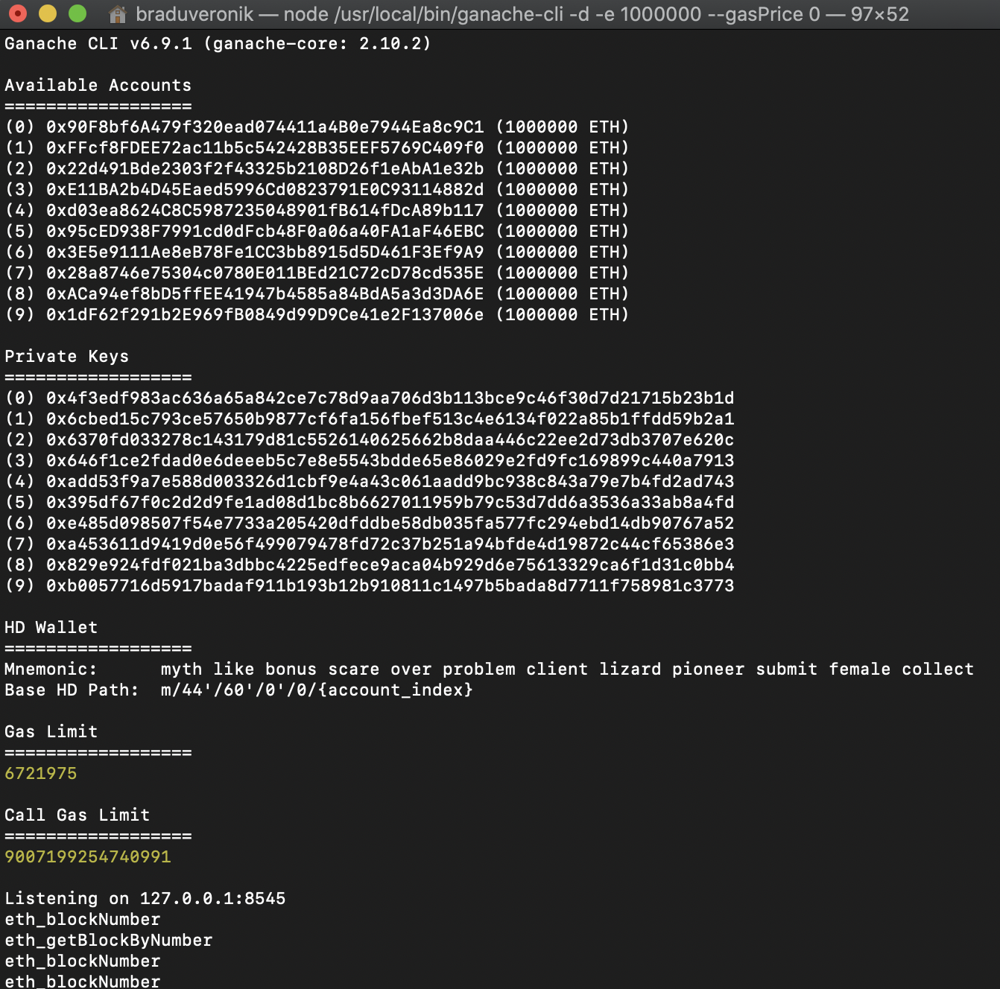 braduveronik — node /usr/local/bin/ganache-cli -d -e 1000000 --gasPrice 0 — 97×52
Ganache CLI v6.9.1 (ganache-core: 2.10.2)
Available Accounts
==================
(0) 0x90F8bf6A479f320ead074411a4B0e7944Ea8c9C1 (1000000 ETH)
(1) 0xFFcf8FDEE72ac11b5c542428B35EEF5769C409f0 (1000000 ETH)
(2) 0x22d491Bde2303f2f43325b2108D26f1eAbA1e32b (1000000 ETH)
(3) 0xE11BA2b4D45Eaed5996Cd0823791E0C93114882d (1000000 ETH)
(4) 0xd03ea8624C8C5987235048901fB614fDcA89b117 (1000000 ETH)
(5) 0x95cED938F7991cd0dFcb48F0a06a40FA1aF46EBC (1000000 ETH)
(6) 0x3E5e9111Ae8eB78Fe1CC3bb8915d5D461F3Ef9A9 (1000000 ETH)
(7) 0x28a8746e75304c0780E011BEd21C72cD78cd535E (1000000 ETH)
(8) 0xACa94ef8bD5ffEE41947b4585a84BdA5a3d3DA6E (1000000 ETH)
(9) 0x1dF62f291b2E969fB0849d99D9Ce41e2F137006e (1000000 ETH)
Private Keys
==================
(0) 0x4f3edf983ac636a65a842ce7c78d9aa706d3b113bce9c46f30d7d21715b23b1d
(1) 0x6cbed15c793ce57650b9877cf6fa156fbef513c4e6134f022a85b1ffdd59b2a1
(2) 0x6370fd033278c143179d81c5526140625662b8daa446c22ee2d73db3707e620c
(3) 0x646f1ce2fdad0e6deeeb5c7e8e5543bdde65e86029e2fd9fc169899c440a7913
(4) 0xadd53f9a7e588d003326d1cbf9e4a43c061aadd9bc938c843a79e7b4fd2ad743
(5) 0x395df67f0c2d2d9fe1ad08d1bc8b6627011959b79c53d7dd6a3536a33ab8a4fd
(6) 0xe485d098507f54e7733a205420dfddbe58db035fa577fc294ebd14db90767a52
(7) 0xa453611d9419d0e56f499079478fd72c37b251a94bfde4d19872c44cf65386e3
(8) 0x829e924fdf021ba3dbbc4225edfece9aca04b929d6e75613329ca6f1d31c0bb4
(9) 0xb0057716d5917badaf911b193b12b910811c1497b5bada8d7711f758981c3773
HD Wallet
==================
Mnemonic:      myth like bonus scare over problem client lizard pioneer submit female collect
Base HD Path:  m/44'/60'/0'/0/{account_index}
Gas Limit
==================
6721975
Call Gas Limit
==================
9007199254740991
Listening on 127.0.0.1:8545
eth_blockNumber
eth_getBlockByNumber
eth_blockNumber
eth_blockNumber